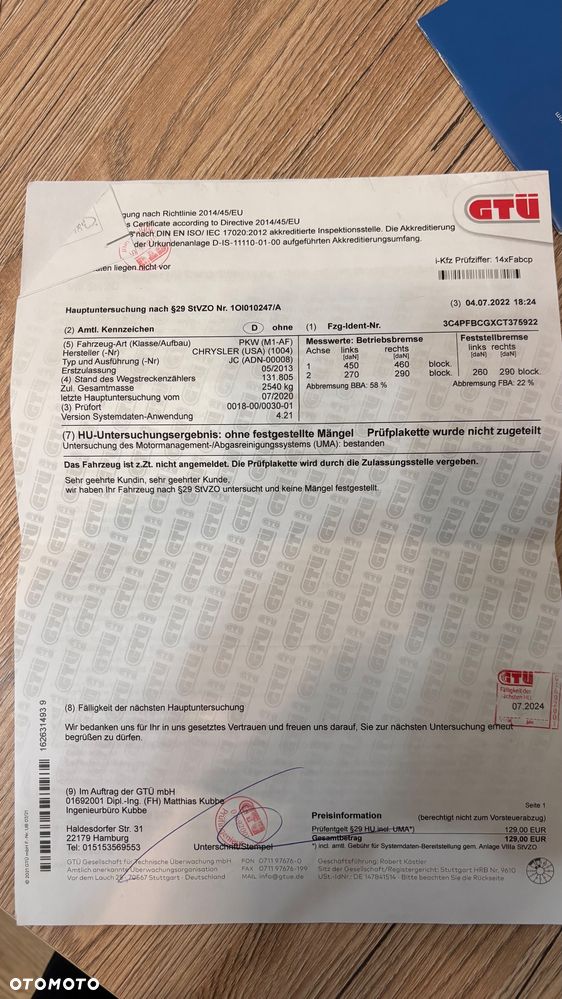 GTÜ
gung nach Richtlinie 2014/45/EU
s Certificate according to Directive 2014/45/EU
nach DIN EN ISO/ IEC 17020:2012 akkreditierte Inspektionsstelle. Die Akkreditierung
der Urkundenanlage D-IS-11110-01-00 aufgeführten Akkreditierungsumfang.
i-Kfz Prüfziffer: 14xFabcp
liegen nicht vor
Hauptuntersuchung nach §29 StVZO Nr. 1OI010247/A
(3) 04.07.2022 18:24
(2) Amtl. Kennzeichen D ohne
(5) Fahrzeug-Art (Klasse/Aufbau) PKW (M1-AF)
Hersteller (-Nr) CHRYSLER (USA) (1004)
Typ und Ausführung (-Nr) JC (ADN-00008)
Erstzulassung 05/2013
(4) Stand des Wegstreckenzählers 131.805
Zul. Gesamtmasse 2540 kg
letzte Hauptuntersuchung vom 07/2020
(3) Prüfort 0018-00/0030-01
Version Systemdaten-Anwendung 4.21
(1) Fzg-Ident-Nr. 3C4PFBCGXCT375922
Messwerte: Betriebsbremse Feststellbremse
Achse links rechts links rechts
[daN] [daN] [daN] [daN]
1 450 460 block.
2 270 290 block. 260 290 block.
Abbremsung BBA: 58 % Abbremsung FBA: 22 %
(7) HU-Untersuchungsergebnis: ohne festgestellte Mängel Prüfplakette wurde nicht zugeteilt
Untersuchung des Motormanagement-/Abgasreinigungssystems (UMA): bestanden
Das Fahrzeug ist z.Zt. nicht angemeldet. Die Prüfplakette wird durch die Zulassungsstelle vergeben.
Sehr geehrte Kundin, sehr geehrter Kunde,
wir haben Ihr Fahrzeug nach §29 StVZO untersucht und keine Mängel festgestellt.
GTÜ
Fälligkeit der
nächsten HU
07.2024
(8) Fälligkeit der nächsten Hauptuntersuchung
Wir bedanken uns für Ihr in uns gesetztes Vertrauen und freuen uns darauf, Sie zur nächsten Untersuchung erneut
begrüßen zu dürfen.
162631493 9
(9) Im Auftrag der GTÜ mbH
01692001 Dipl.-Ing. (FH) Matthias Kubbe
Ingenieurbüro Kubbe
Haldesdorfer Str. 31
22179 Hamburg
Tel: 015153569553
Unterschrift/Stempel
Seite 1
Preisinformation (berechtigt nicht zum Vorsteuerabzug)
Prüfentgelt §29 HU incl. UMA*) 129,00 EUR
Gesamtbetrag 129,00 EUR
*) incl. amtl. Gebühr für Systemdaten-Bereitstellung gem. Anlage VIIIa StVZO
GTÜ Gesellschaft für Technische Überwachung mbH
Amtlich anerkannte Überwachungsorganisation
Vor dem Lauch 25 · 70567 Stuttgart · Deutschland
FON 0711 97676-0
FAX 0711 97676-199
MAIL info@gtue.de
Geschäftsführung: Robert Köstler
Sitz der Gesellschaft/Registergericht: Stuttgart HRB Nr. 9610
USt.-IdNr.: DE 147841514 · Bitte beachten Sie die Rückseite
OTOMOTO